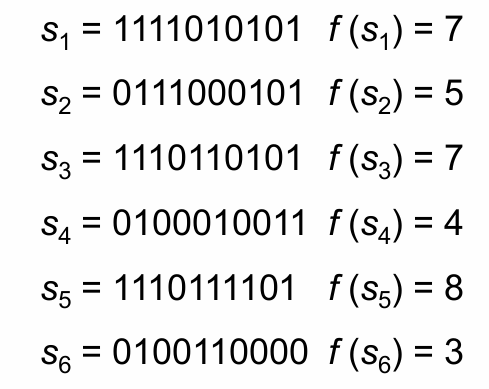 s₁ = 1111010101 f (s₁) = 7
s₂ = 0111000101 f (s₂) = 5
s₃ = 1110110101 f (s₃) = 7
s₄ = 0100010011 f (s₄) = 4
s₅ = 1110111101 f (s₅) = 8
s₆ = 0100110000 f (s₆) = 3